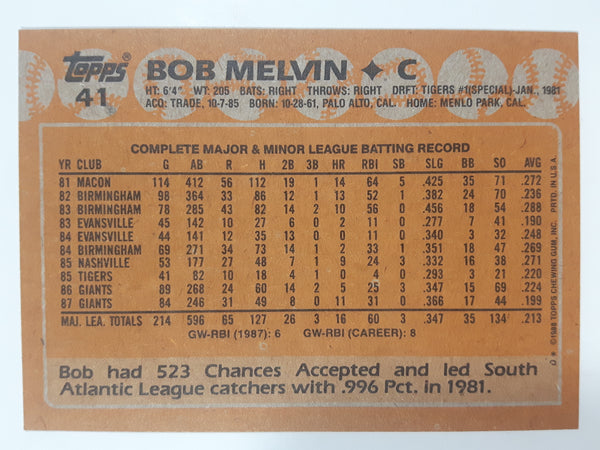 Topps®
BOB MELVIN ✦ C
41
HT: 6'4" WT: 205 BATS: RIGHT THROWS: RIGHT DRFT: TIGERS #1(SPECIAL)-JAN., 1981
ACQ: TRADE, 10-7-85 BORN: 10-28-61, PALO ALTO, CAL. HOME: MENLO PARK, CAL.
COMPLETE MAJOR & MINOR LEAGUE BATTING RECORD
YR CLUB G AB R H 2B 3B HR RBI SB SLG BB SO AVG
81 MACON 114 412 56 112 19 1 14 64 5 .425 35 71 .272
82 BIRMINGHAM 98 364 33 86 12 1 13 52 1 .382 24 70 .236
83 BIRMINGHAM 78 285 43 82 14 2 10 56 0 .456 18 54 .288
83 EVANSVILLE 45 142 10 27 3 0 2 11 0 .277 7 41 .190
84 EVANSVILLE 44 141 12 35 13 0 0 11 0 .340 3 32 .248
84 BIRMINGHAM 69 271 34 73 14 1 3 33 2 .351 18 47 .269
85 NASHVILLE 53 177 27 48 7 1 9 24 3 .332 16 38 .271
85 TIGERS 41 82 10 18 4 1 0 4 0 .293 3 21 .220
86 GIANTS 89 268 24 60 14 2 5 25 3 .347 15 69 .224
87 GIANTS 84 246 31 49 8 0 11 31 0 .366 17 44 .199
MAJ. LEA. TOTALS 214 596 65 127 26 3 16 60 3 .347 35 134 .213
GW-RBI (1987): 6 GW-RBI (CAREER): 8
Bob had 523 Chances Accepted and led South
Atlantic League catchers with .996 Pct. in 1981.
D* © 1988 TOPPS CHEWING GUM, INC. PRTD. IN U.S.A.